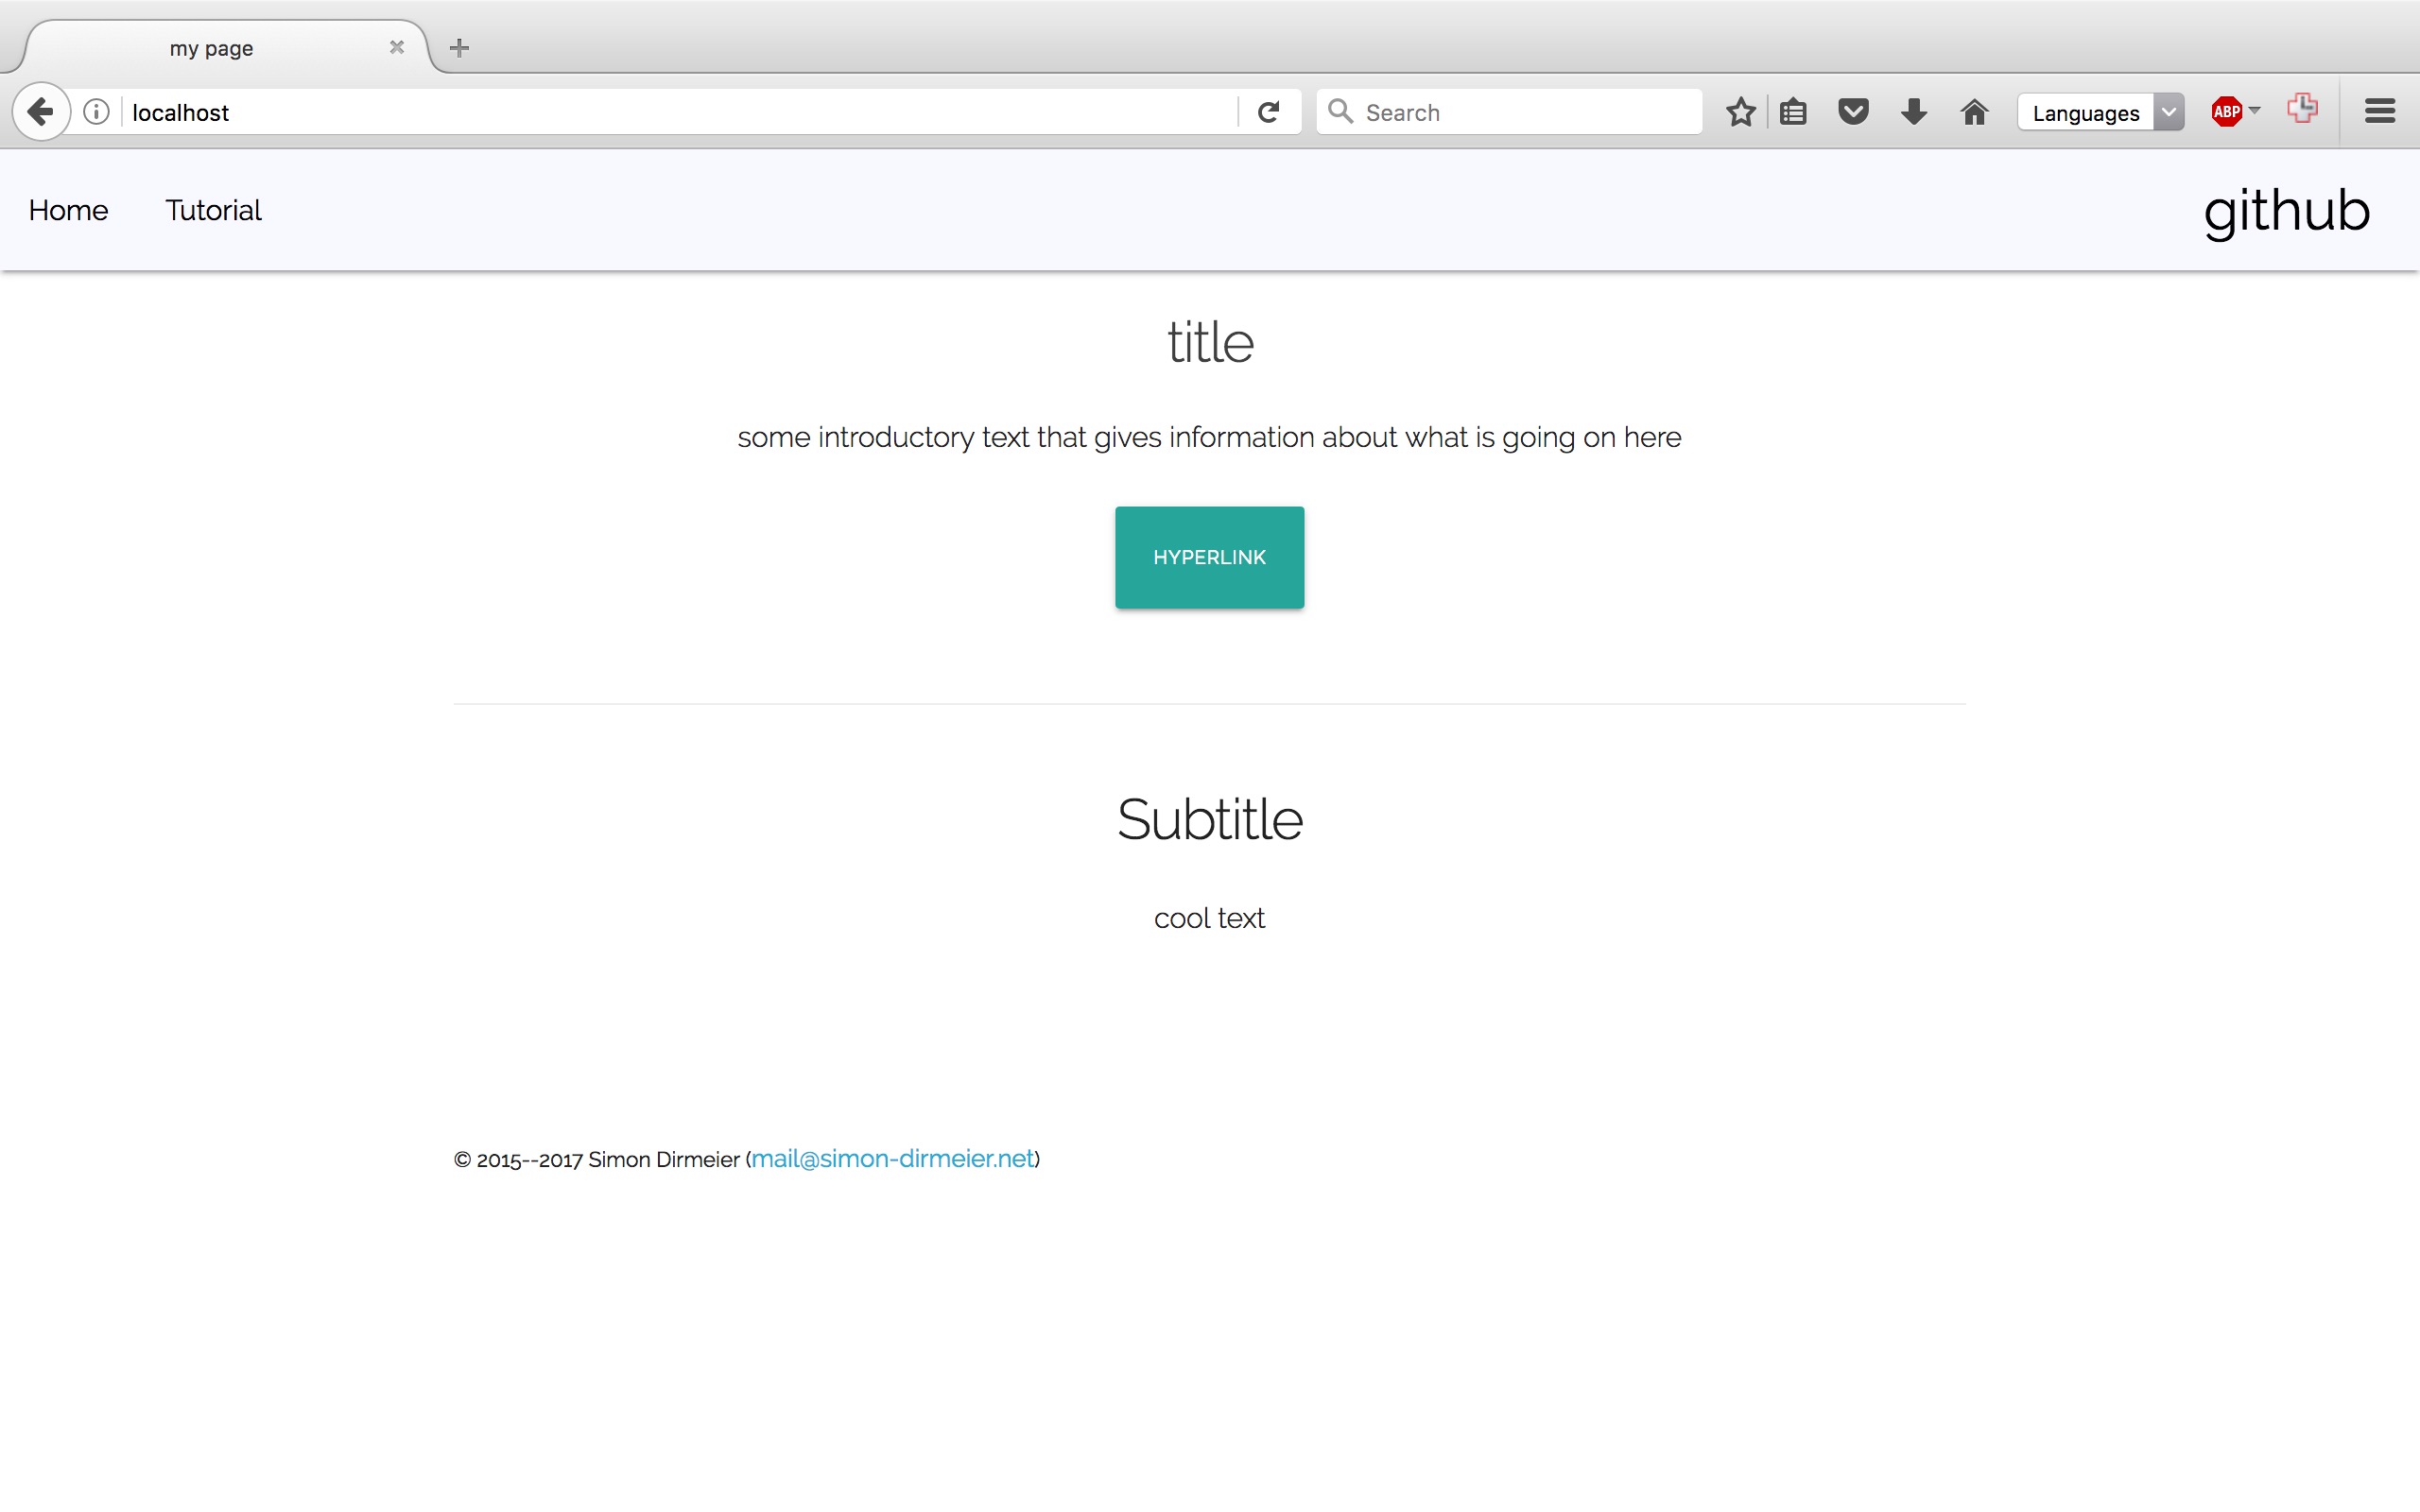 my page
localhost
Search
Languages
ABP
Home Tutorial github
title
some introductory text that gives information about what is going on here
HYPERLINK
Subtitle
cool text
© 2015--2017 Simon Dirmeier (mail@simon-dirmeier.net)